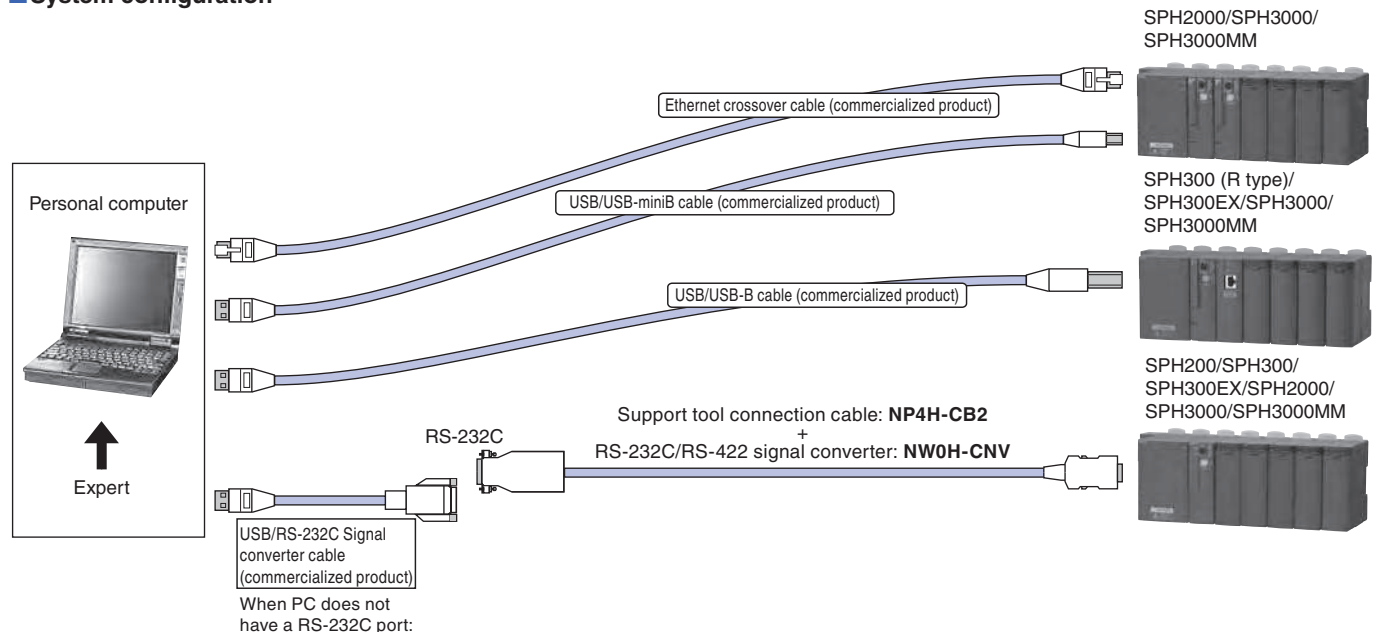 System configuration
SPH2000/SPH3000/
SPH3000MM
Ethernet crossover cable (commercialized product)
USB/USB-miniB cable (commercialized product)
Personal computer
SPH300 (R type)/
SPH300EX/SPH3000/
SPH3000MM
USB/USB-B cable (commercialized product)
SPH200/SPH300/
SPH300EX/SPH2000/
SPH3000/SPH3000MM
Support tool connection cable: NP4H-CB2
+
RS-232C/RS-422 signal converter: NW0H-CNV
RS-232C
Expert
USB/RS-232C Signal
converter cable
(commercialized product)
When PC does not
have a RS-232C port: